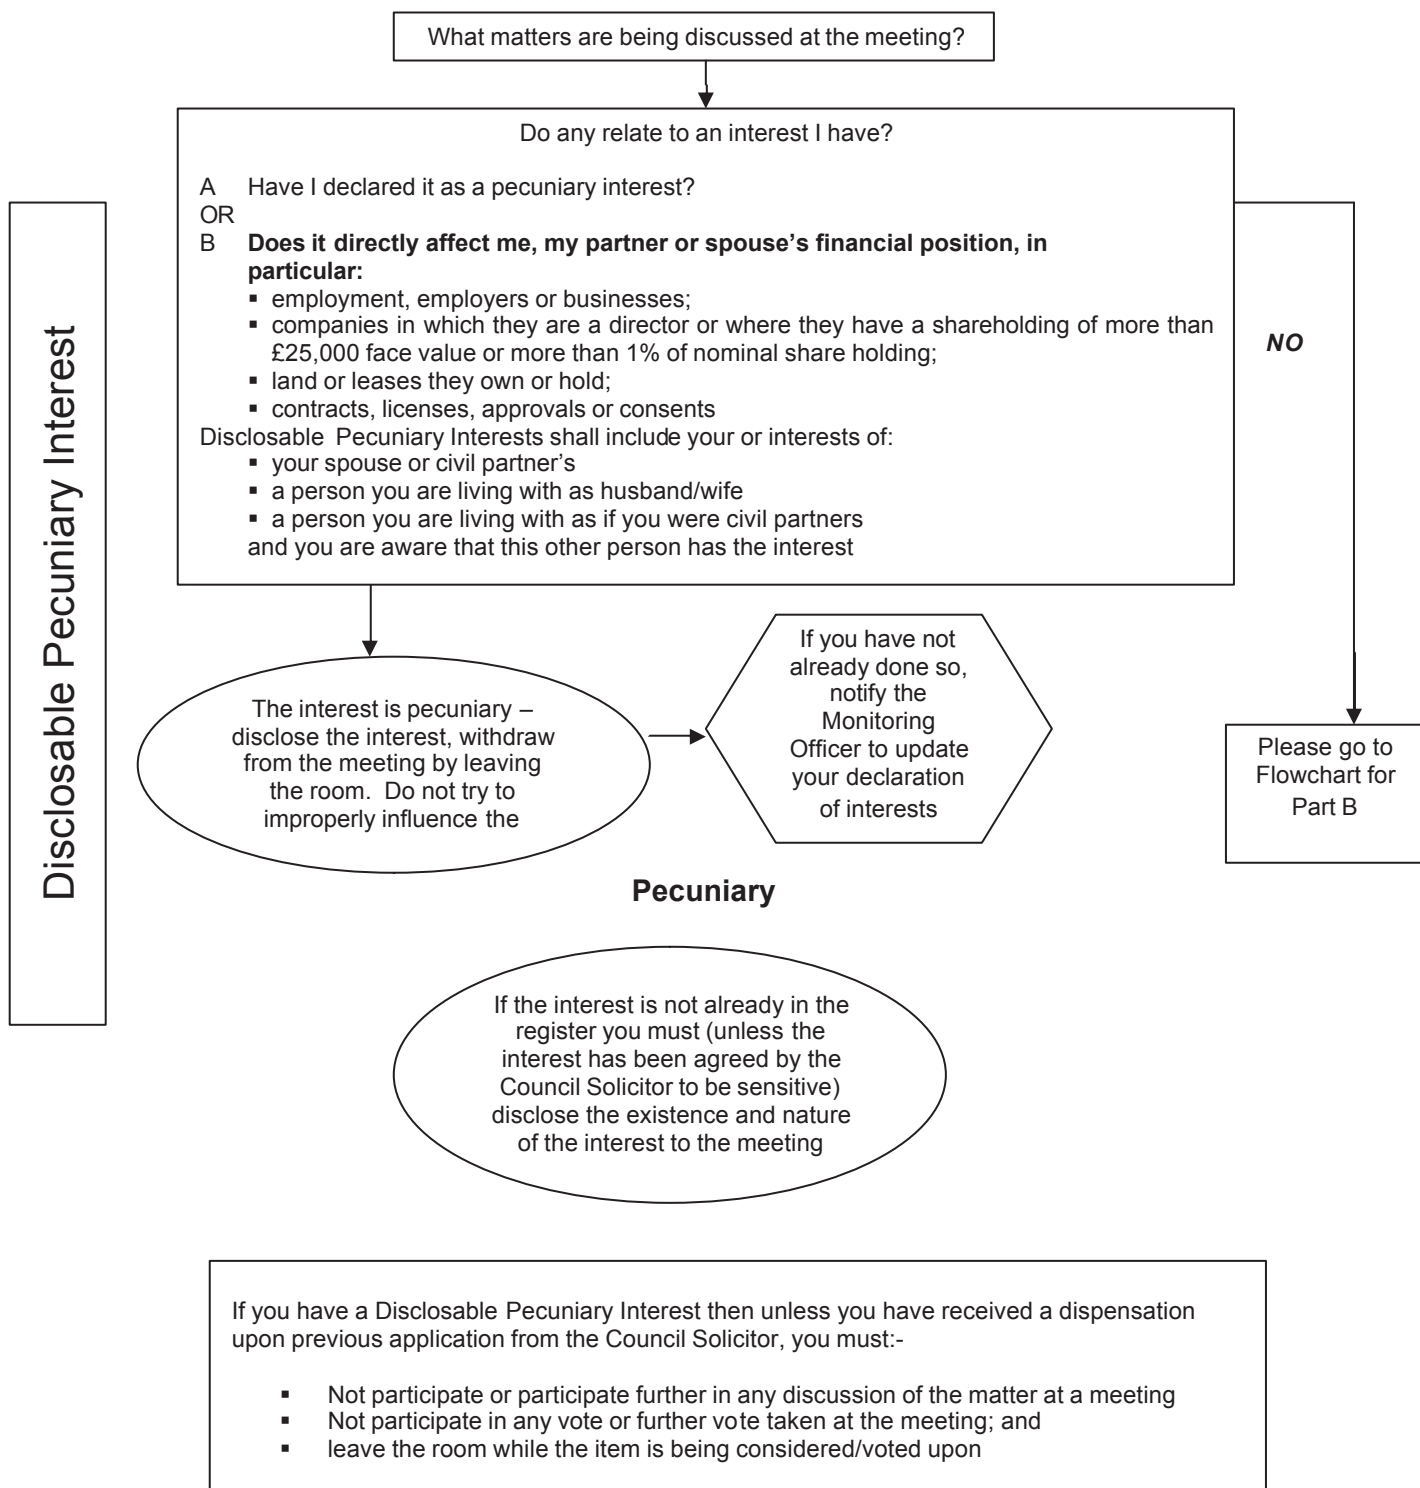 What matters are being discussed at the meeting?
Do any relate to an interest I have?
A Have I declared it as a pecuniary interest?
OR
B Does it directly affect me, my partner or spouse's financial position, in
particular:
▪ employment, employers or businesses;
▪ companies in which they are a director or where they have a shareholding of more than
£25,000 face value or more than 1% of nominal share holding;
▪ land or leases they own or hold;
▪ contracts, licenses, approvals or consents
Disclosable Pecuniary Interests shall include your or interests of:
▪ your spouse or civil partner's
▪ a person you are living with as husband/wife
▪ a person you are living with as if you were civil partners
and you are aware that this other person has the interest
NO
Disclosable Pecuniary Interest
The interest is pecuniary –
disclose the interest, withdraw
from the meeting by leaving
the room. Do not try to
improperly influence the
If you have not
already done so,
notify the
Monitoring
Officer to update
your declaration
of interests
Please go to
Flowchart for
Part B
Pecuniary
If the interest is not already in the
register you must (unless the
interest has been agreed by the
Council Solicitor to be sensitive)
disclose the existence and nature
of the interest to the meeting
If you have a Disclosable Pecuniary Interest then unless you have received a dispensation
upon previous application from the Council Solicitor, you must:-
▪ Not participate or participate further in any discussion of the matter at a meeting
▪ Not participate in any vote or further vote taken at the meeting; and
▪ leave the room while the item is being considered/voted upon